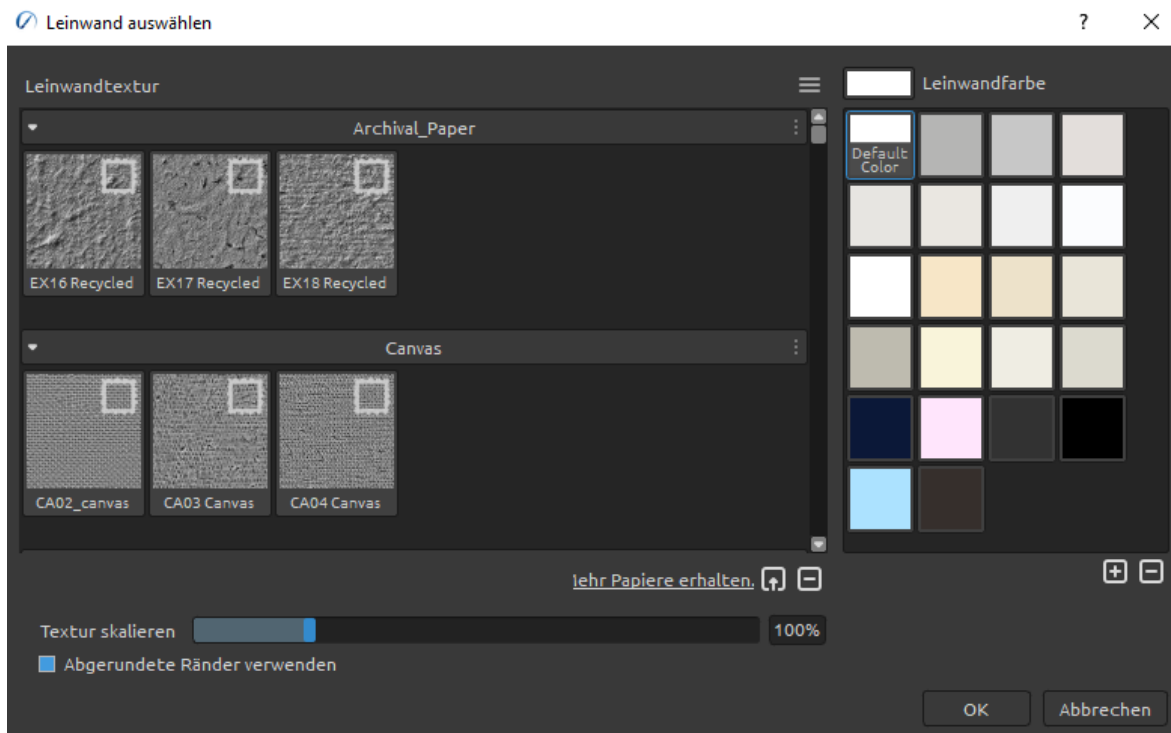 Leinwand auswählen
?
Leinwandtextur
Leinwandfarbe
Archival_Paper
Default
Color
EX16 Recycled
EX17 Recycled
EX18 Recycled
Canvas
CA02_canvas
CA03 Canvas
CA04 Canvas
lehr Papiere erhalten.
Textur skalieren
100%
Abgerundete Ränder verwenden
OK
Abbrechen